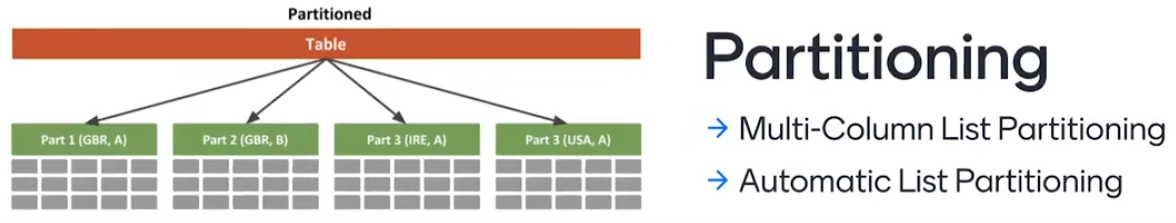 Partitioned
Table
Part 1 (GBR, A)
Part 2 (GBR, B)
Part 3 (IRE, A)
Part 3 (USA, A)
Partitioning
→ Multi-Column List Partitioning
→ Automatic List Partitioning